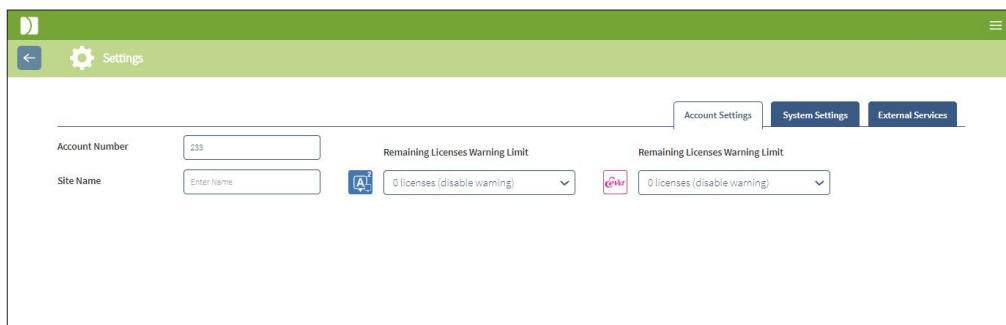 Settings
Account Settings System Settings External Services
Account Number 233 Remaining Licenses Warning Limit Remaining Licenses Warning Limit
Site Name Enter Name A 2 0 licenses (disable warning) 0 licenses (disable warning)